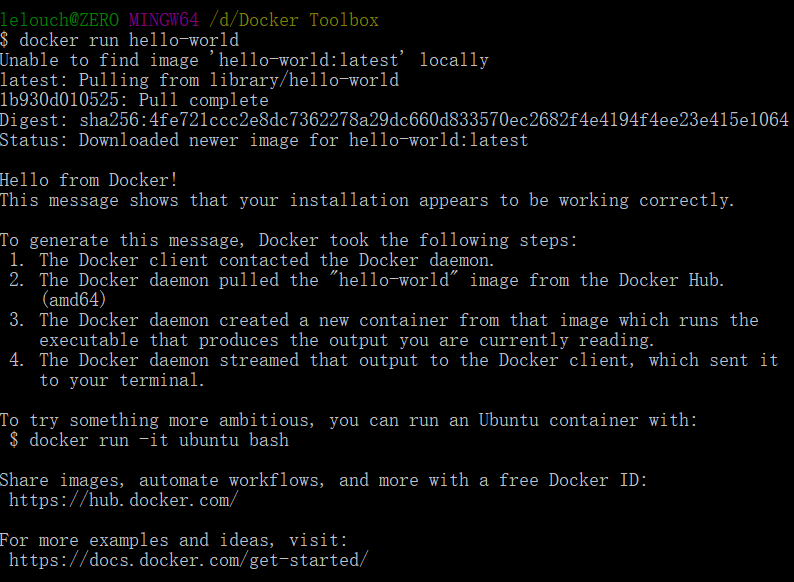 lelouch@ZERO MINGW64 /d/Docker Toolbox
$ docker run hello-world
Unable to find image 'hello-world:latest' locally
latest: Pulling from library/hello-world
1b930d010525: Pull complete
Digest: sha256:4fe721ccc2e8dc7362278a29dc660d833570ec2682f4e4194f4ee23e415e1064
Status: Downloaded newer image for hello-world:latest

Hello from Docker!
This message shows that your installation appears to be working correctly.

To generate this message, Docker took the following steps:
 1. The Docker client contacted the Docker daemon.
 2. The Docker daemon pulled the "hello-world" image from the Docker Hub.
    (amd64)
 3. The Docker daemon created a new container from that image which runs the
    executable that produces the output you are currently reading.
 4. The Docker daemon streamed that output to the Docker client, which sent it
    to your terminal.

To try something more ambitious, you can run an Ubuntu container with:
 $ docker run -it ubuntu bash

Share images, automate workflows, and more with a free Docker ID:
 https://hub.docker.com/

For more examples and ideas, visit:
 https://docs.docker.com/get-started/